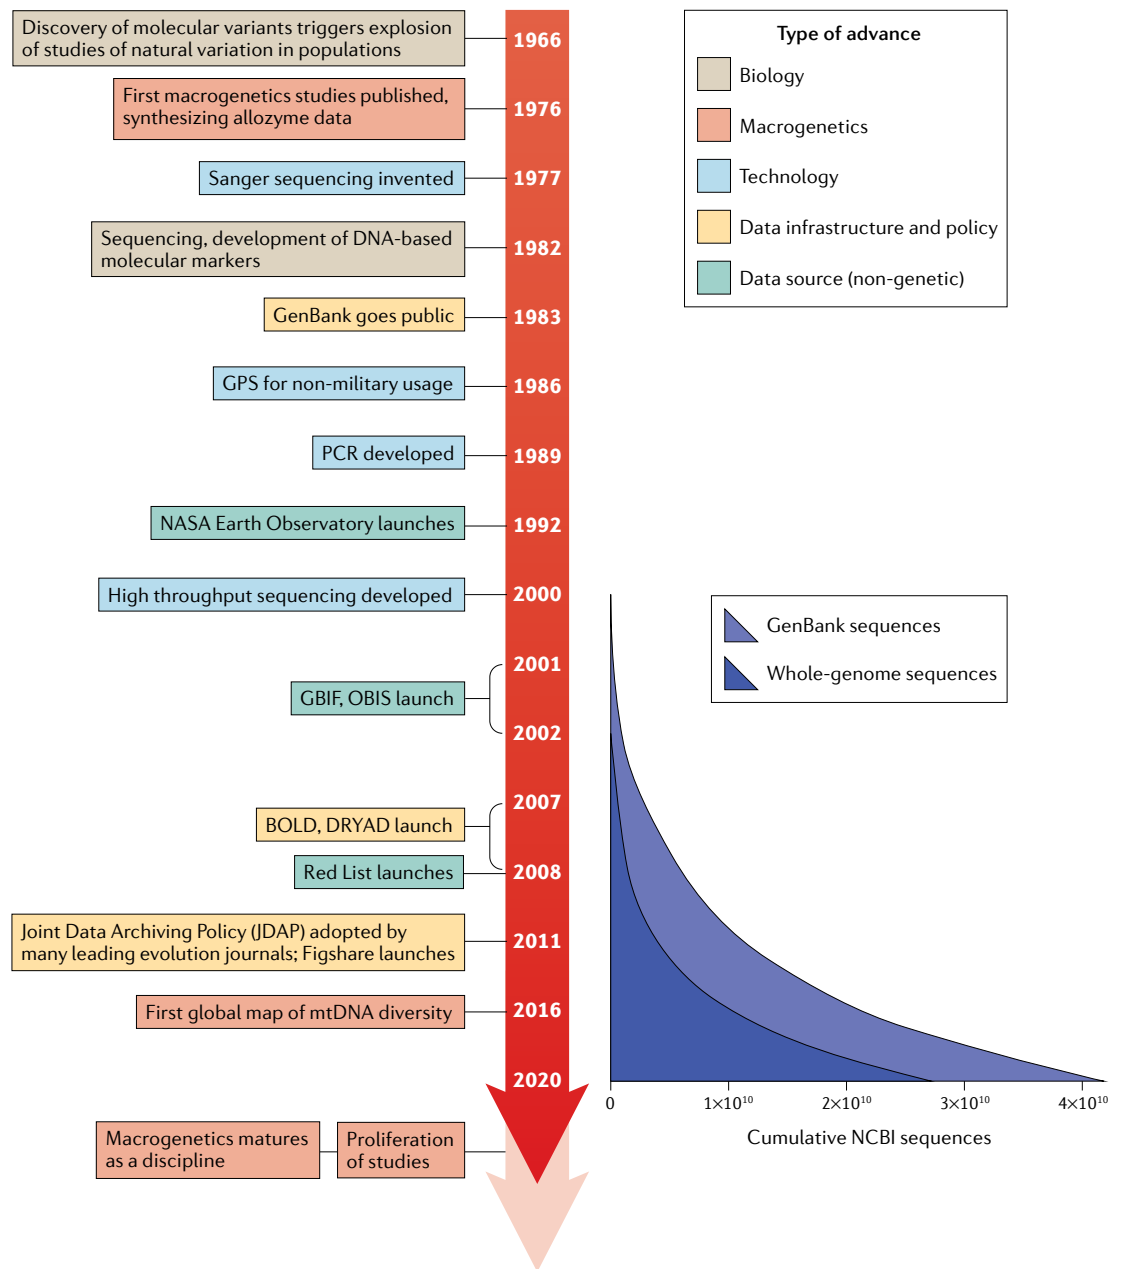 Discovery of molecular variants triggers explosion
of studies of natural variation in populations
1966
First macrogenetics studies published,
synthesizing allozyme data
1976
Sanger sequencing invented
1977
Sequencing, development of DNA-based
molecular markers
1982
GenBank goes public
1983
GPS for non-military usage
1986
PCR developed
1989
NASA Earth Observatory launches
1992
High throughput sequencing developed
2000
2001
GBIF, OBIS launch
2002
2007
BOLD, DRYAD launch
Red List launches
2008
Joint Data Archiving Policy (JDAP) adopted by
many leading evolution journals; Figshare launches
2011
First global map of mtDNA diversity
2016
2020
Macrogenetics matures
as a discipline
Proliferation
of studies
Type of advance
Biology
Macrogenetics
Technology
Data infrastructure and policy
Data source (non-genetic)
GenBank sequences
Whole-genome sequences
0
1×10¹⁰
2×10¹⁰
3×10¹⁰
4×10¹⁰
Cumulative NCBI sequences